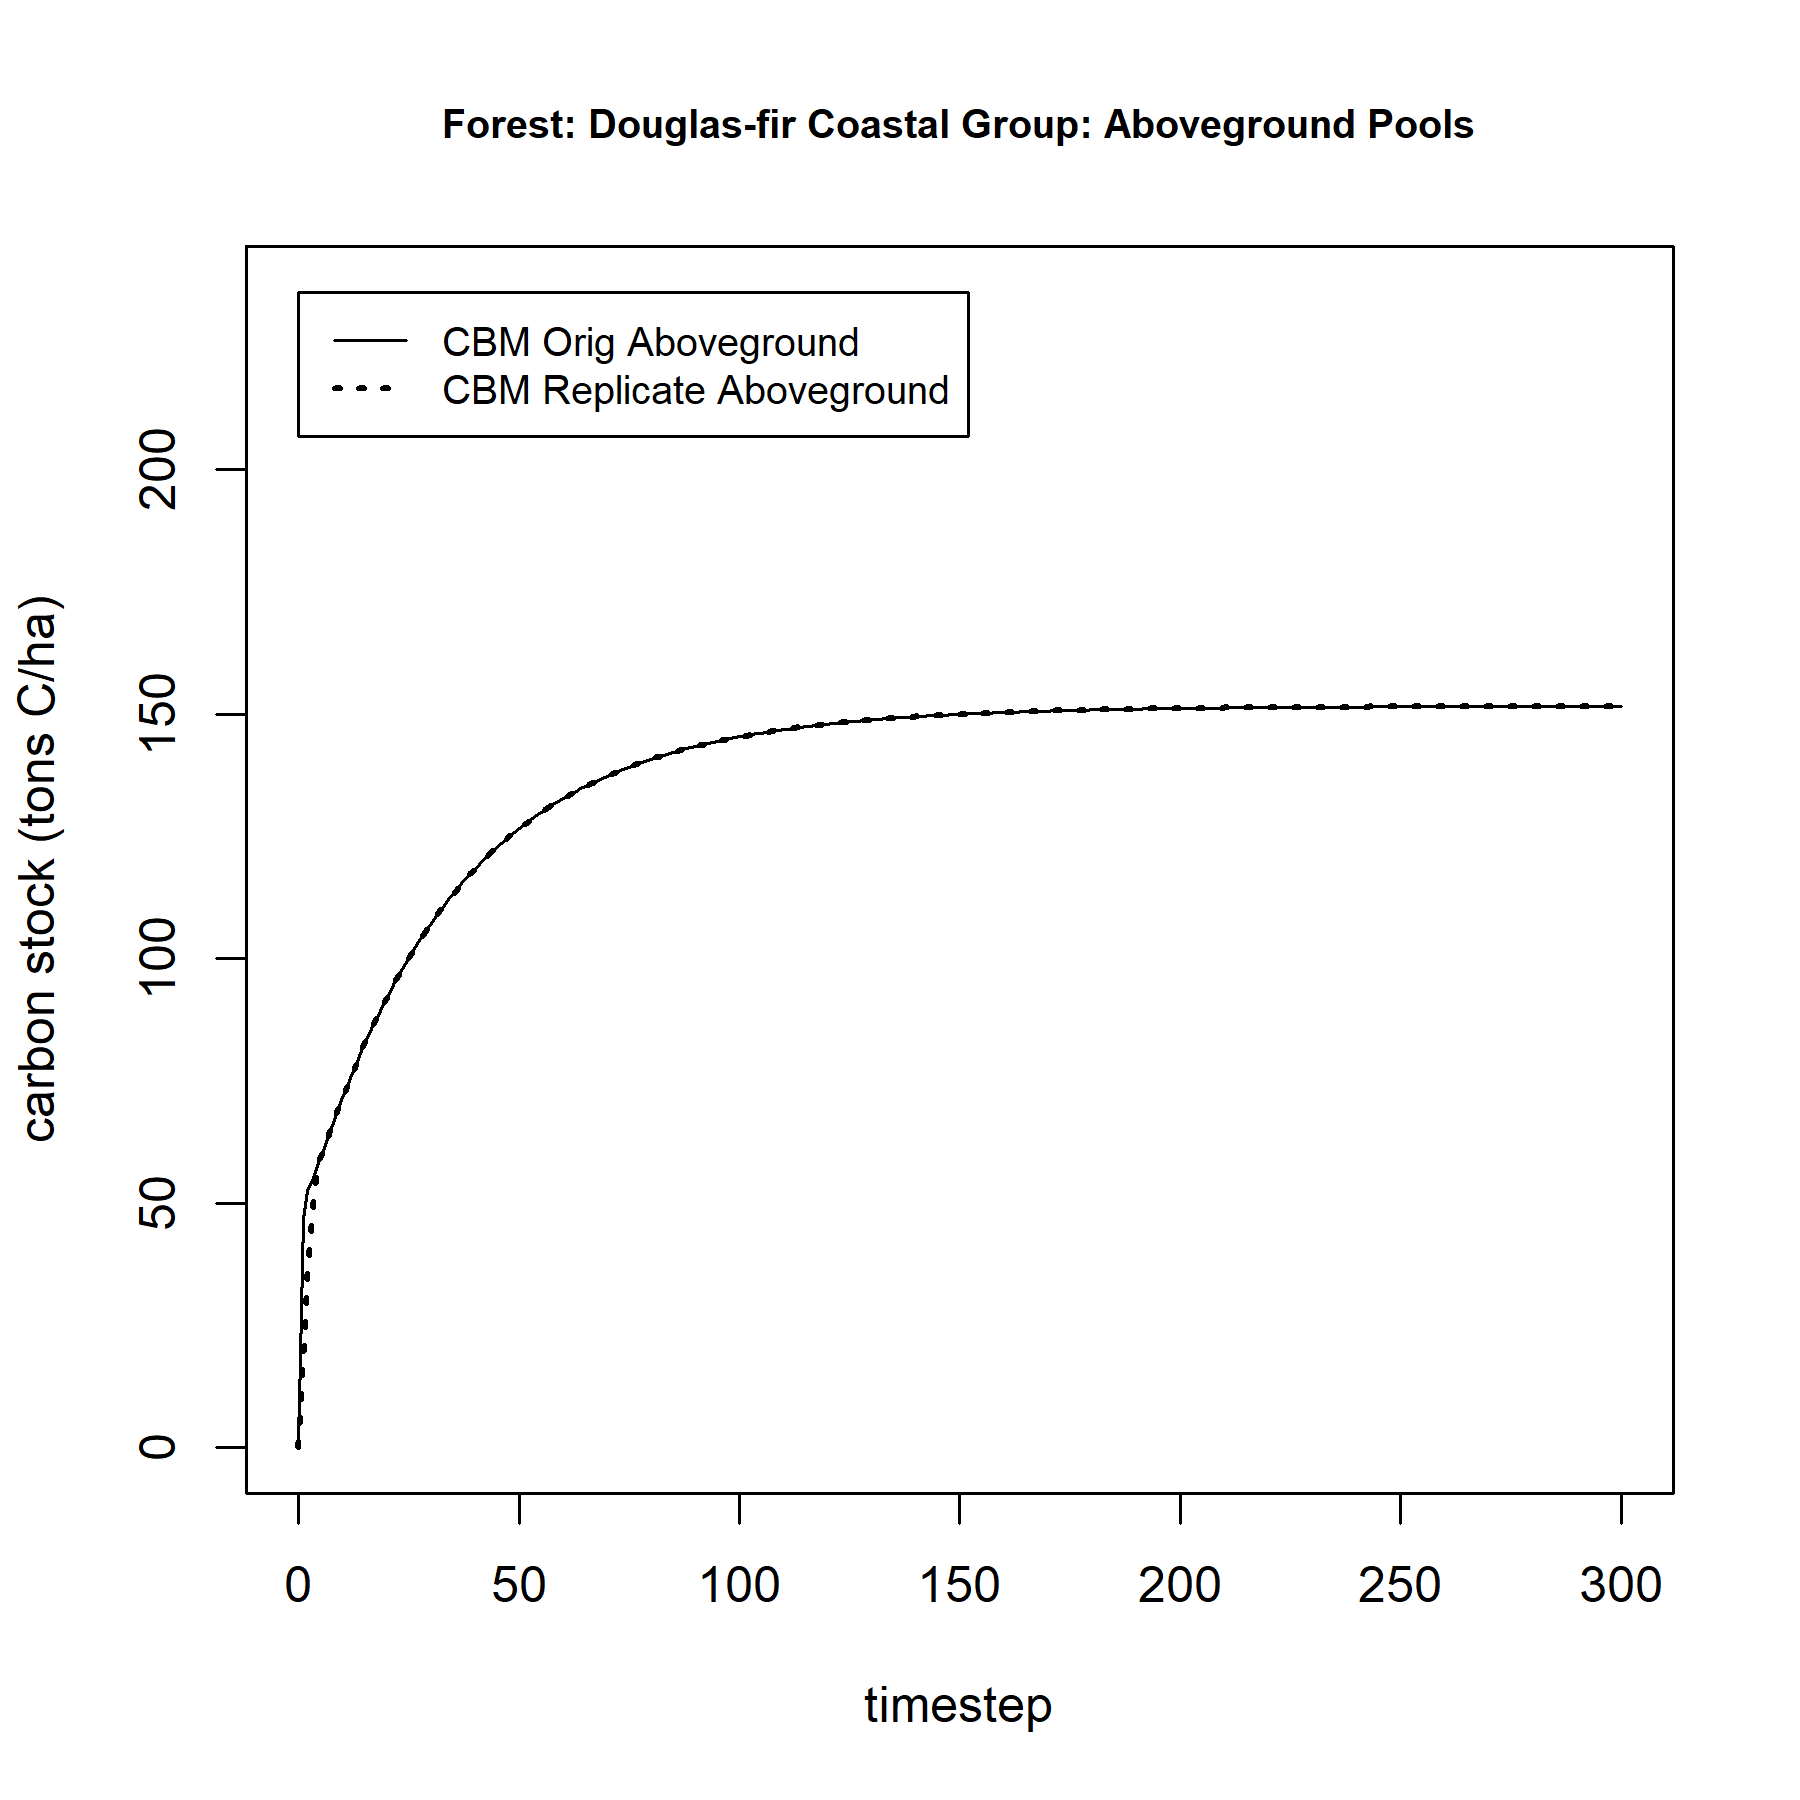 Forest: Douglas-fir Coastal Group: Aboveground Pools
CBM Orig Aboveground
CBM Replicate Aboveground
carbon stock (tons C/ha)
200
150
100
50
0
0 50 100 150 200 250 300
timestep